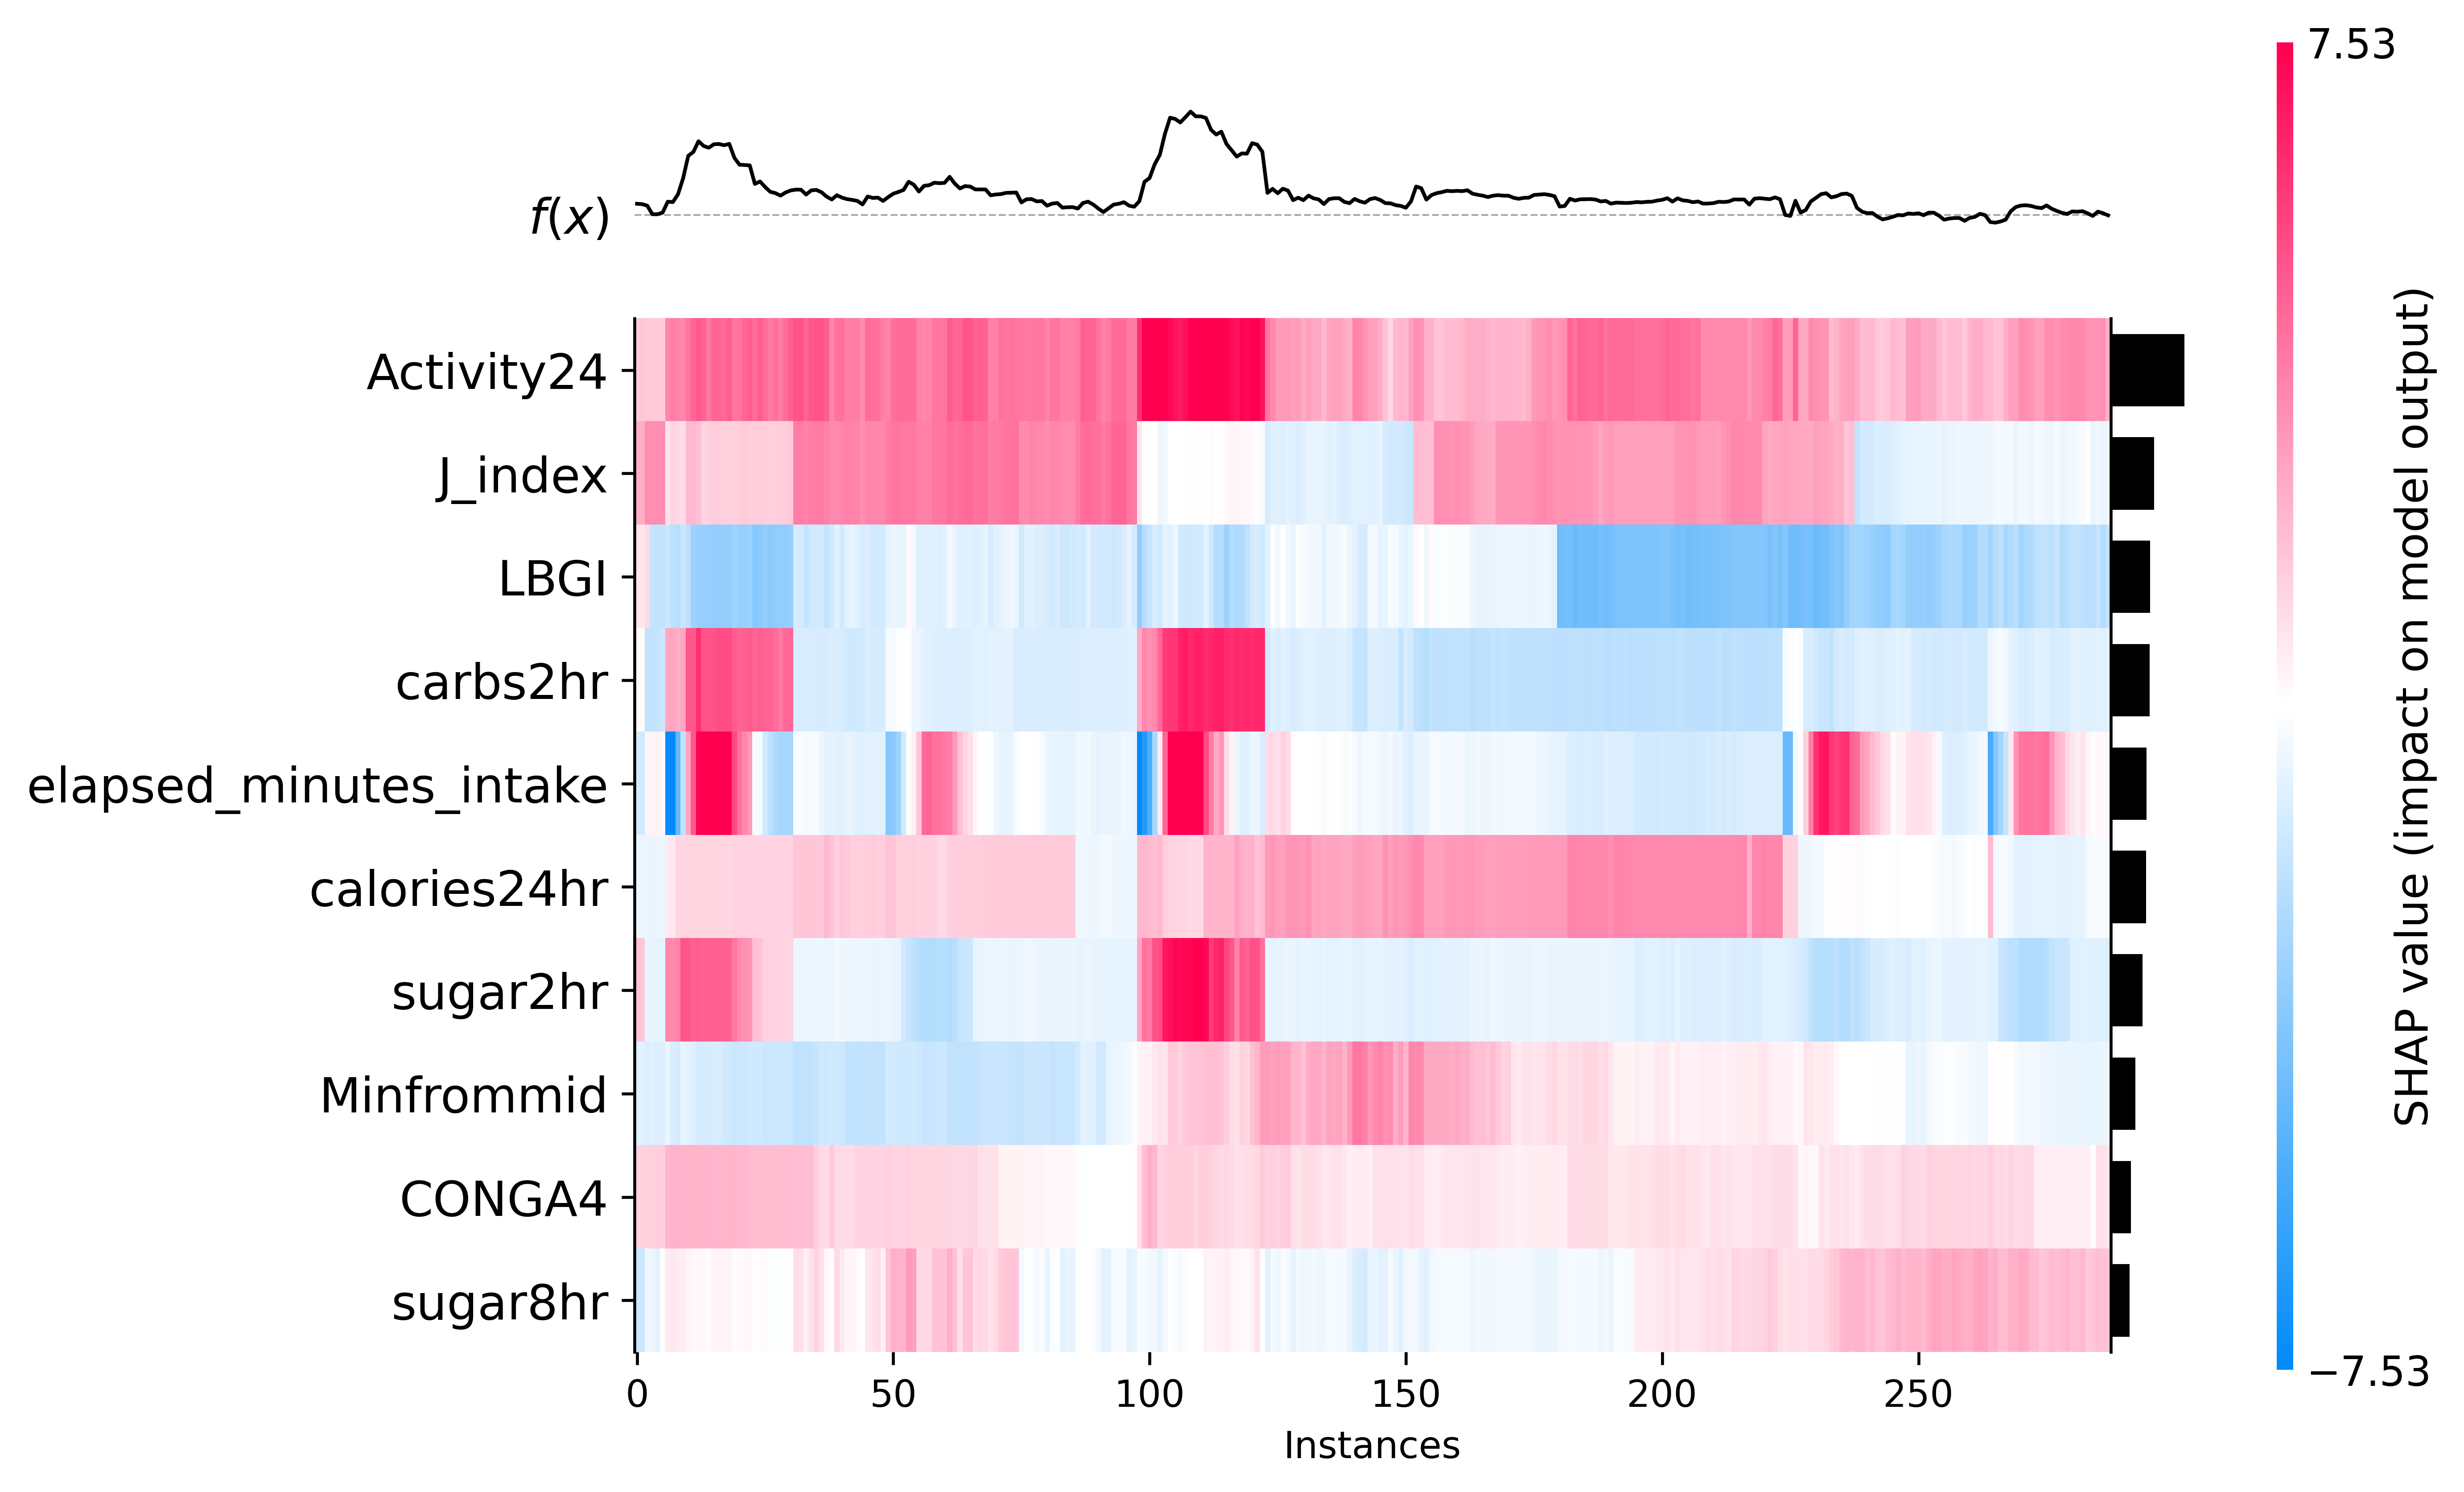 7.53
f(x)
Activity24
J_index
LBGI
carbs2hr
elapsed_minutes_intake
calories24hr
sugar2hr
Minfrommid
CONGA4
sugar8hr
0 50 100 150 200 250
Instances
SHAP value (impact on model output)
−7.53